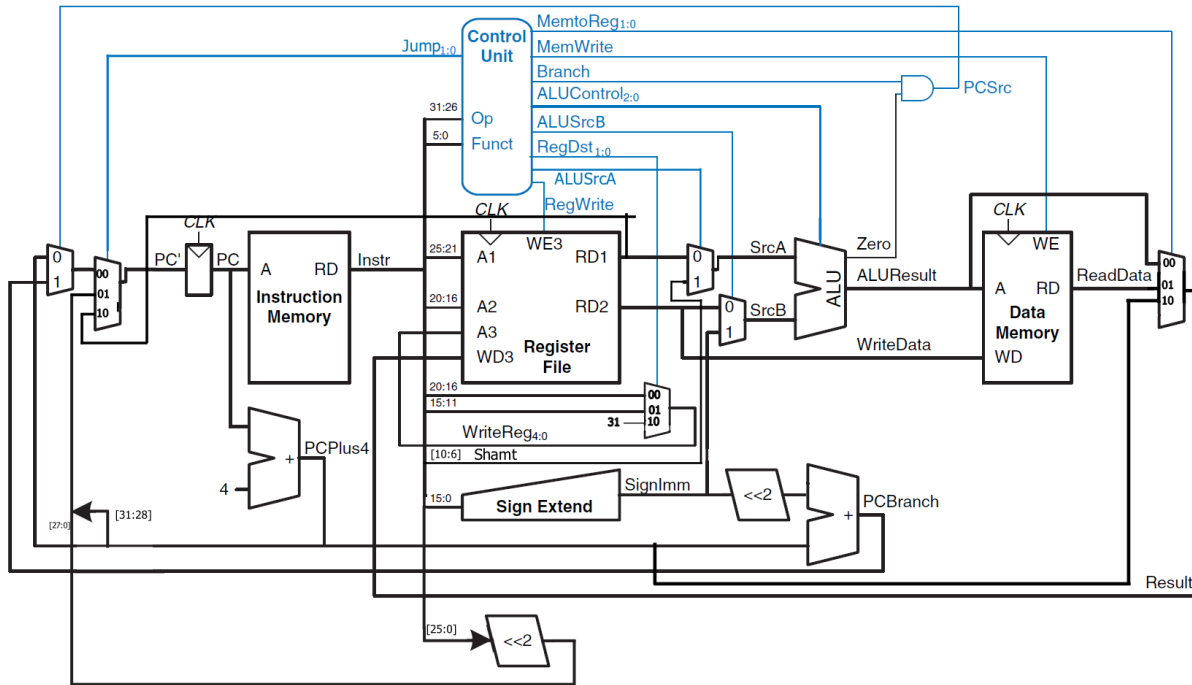 MemtoReg1:0
Control Unit
Jump1:0
MemWrite
Branch
PCSrc
ALUControl2:0
31:26
Op
ALUSrcB
5:0
Funct
RegDst1:0
ALUSrcA
RegWrite
CLK
CLK
CLK
0
1
00
01
10
PC'
PC
A
RD
Instr
Instruction Memory
25:21
A1
WE3
RD1
0
1
SrcA
Zero
ALU
ALUResult
WE
A
RD
ReadData
00
01
10
20:16
A2
RD2
0
1
SrcB
A3
WD3
Register File
Data Memory
WriteData
WD
20:16
15:11
00
01
31
10
WriteReg4:0
[10:6]
Shamt
PCPlus4
+
4
15:0
Sign Extend
SignImm
<<2
+
PCBranch
[27:0]
[31:28]
Result
[25:0]
<<2